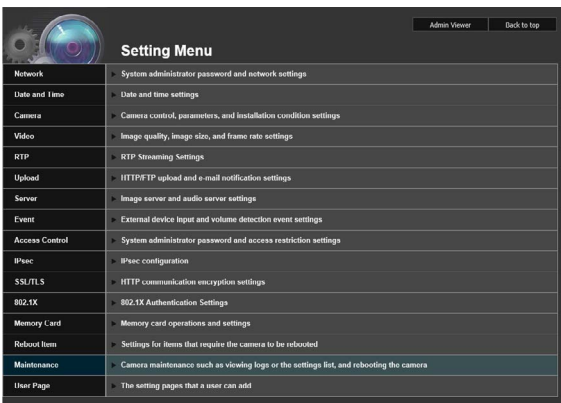 Admin Viewer Back to top
Setting Menu
Network System administrator password and network settings
Date and Time Date and time settings
Camera Camera control, parameters, and installation condition settings
Video Image quality, image size, and frame rate settings
RTP RTP Streaming Settings
Upload HTTP/FTP upload and e-mail notification settings
Server Image server and audio server settings
Event External device input and volume detection event settings
Access Control System administrator password and access restriction settings
IPsec IPsec configuration
SSL/TLS HTTP communication encryption settings
802.1X 802.1X Authentication Settings
Memory Card Memory card operations and settings
Reboot Item Settings for items that require the camera to be rebooted
Maintenance Camera maintenance such as viewing logs or the settings list, and rebooting the camera
User Page The setting pages that a user can add